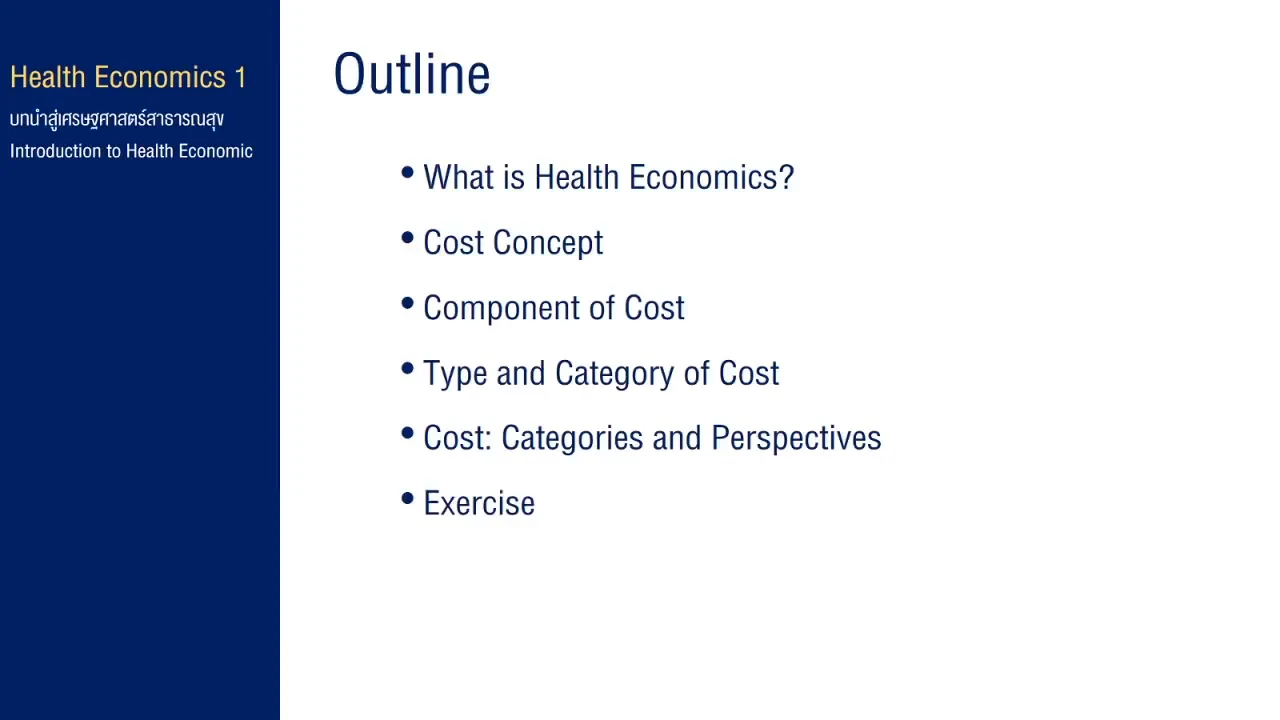 Health Economics 1
บทนำสู่เศรษฐศาสตร์สาธารณสุข
Introduction to Health Economic
Outline
• What is Health Economics?
• Cost Concept
• Component of Cost
• Type and Category of Cost
• Cost: Categories and Perspectives
• Exercise